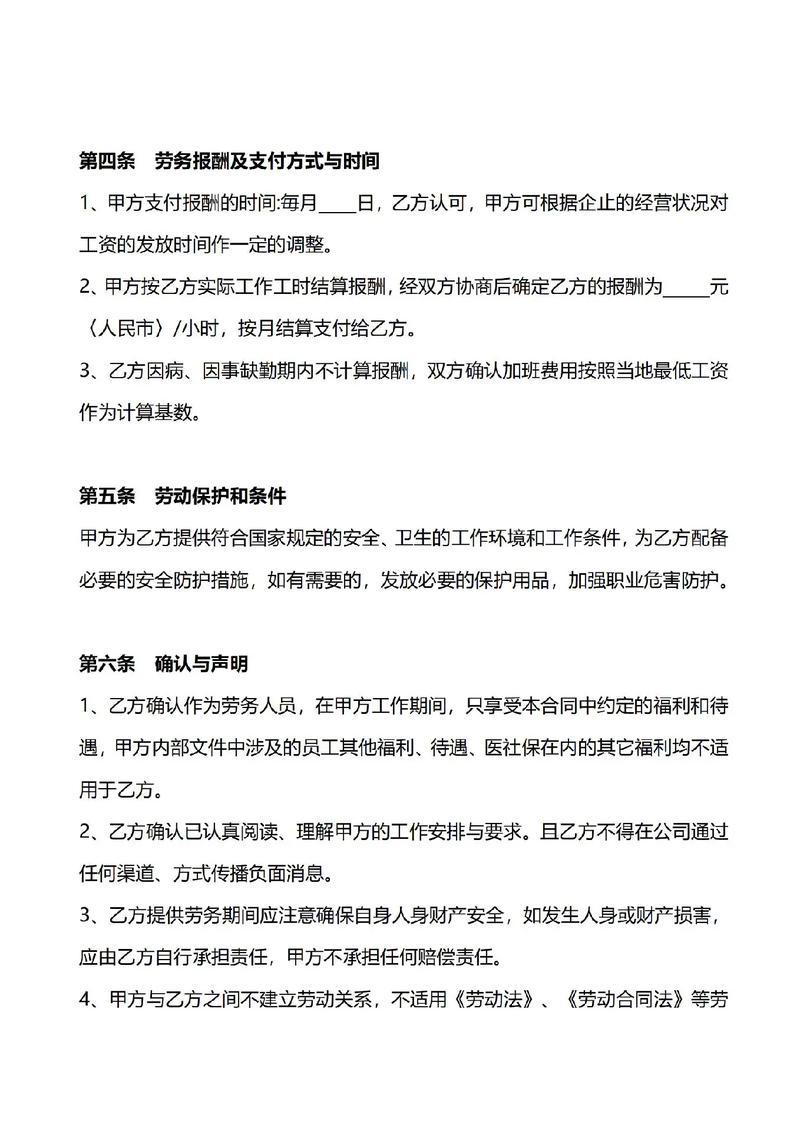 第四条 劳务报酬及支付方式与时间
1、甲方支付报酬的时间:每月____日，乙方认可，甲方可根据企止的经营状况对
工资的发放时间作一定的调整。
2、甲方按乙方实际工作工时结算报酬，经双方协商后确定乙方的报酬为_____元
〈人民市〉/小时，按月结算支付给乙方。
3、乙方因病、因事缺勤期内不计算报酬，双方确认加班费用按照当地最低工资
作为计算基数。
第五条 劳动保护和条件
甲方为乙方提供符合国家规定的安全、卫生的工作环境和工作条件，为乙方配备
必要的安全防护措施，如有需要的，发放必要的保护用品，加强职业危害防护。
第六条 确认与声明
1、乙方确认作为劳务人员，在甲方工作期间，只享受本合同中约定的福利和待
遇，甲方内部文件中涉及的员工其他福利、待遇、医社保在内的其它福利均不适
用于乙方。
2、乙方确认已认真阅读、理解甲方的工作安排与要求。且乙方不得在公司通过
任何渠道、方式传播负面消息。
3、乙方提供劳务期间应注意确保自身人身财产安全，如发生人身或财产损害，
应由乙方自行承担责任，甲方不承担任何赔偿责任。
4、甲方与乙方之间不建立劳动关系，不适用《劳动法》、《劳动合同法》等劳